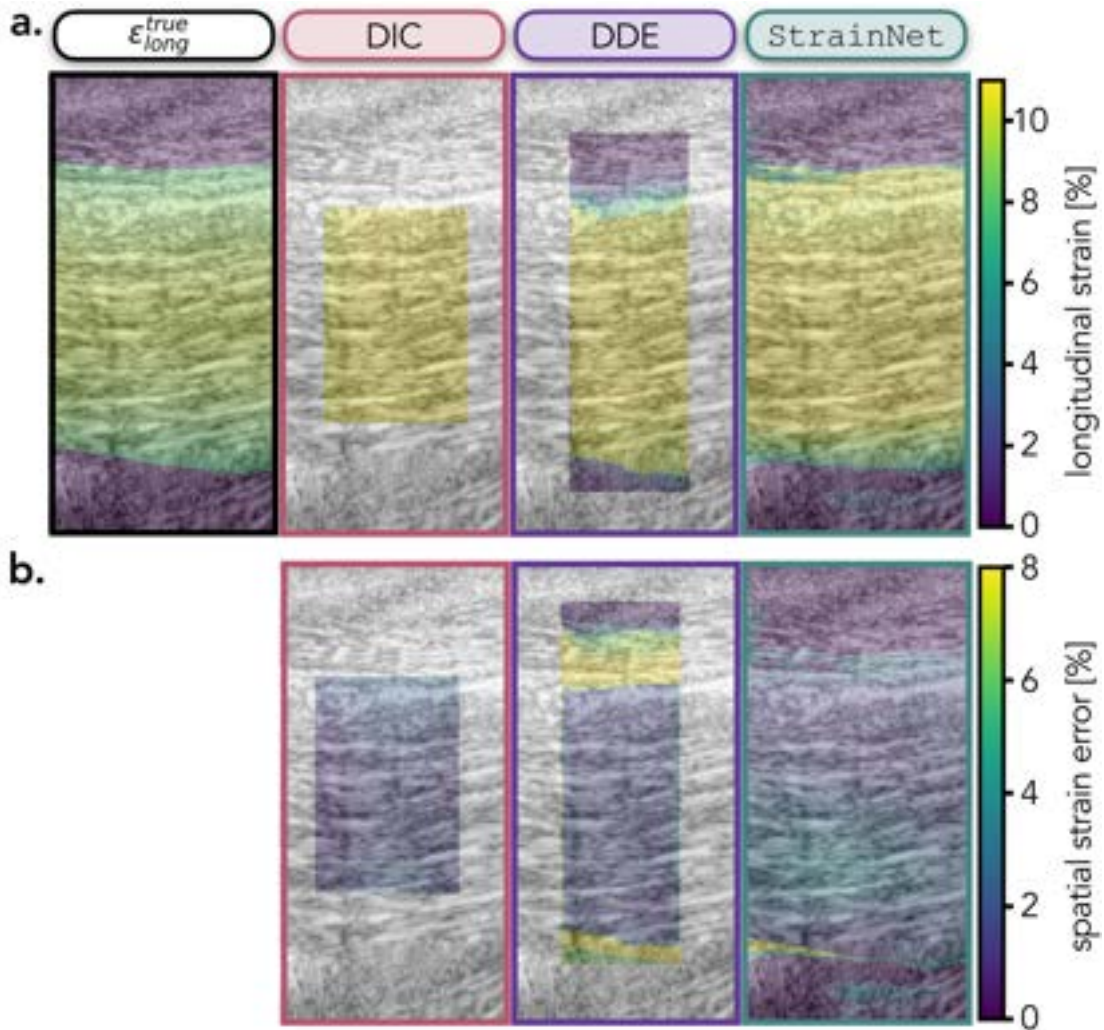 a.
ε_long^true
DIC
DDE
StrainNet
10
8
6
4
2
0
longitudinal strain [%]
b.
8
6
4
2
0
spatial strain error [%]